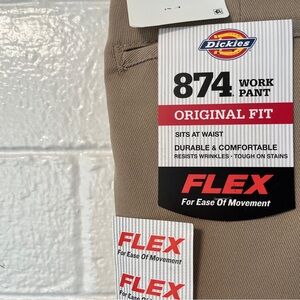 Dickies
874 WORK PANT
ORIGINAL FIT
SITS AT WAIST
DURABLE & COMFORTABLE
RESISTS WRINKLES · TOUGH ON STAINS
FLEX
For Ease Of Movement
FLEX
For Ease Of Movement
FLEX